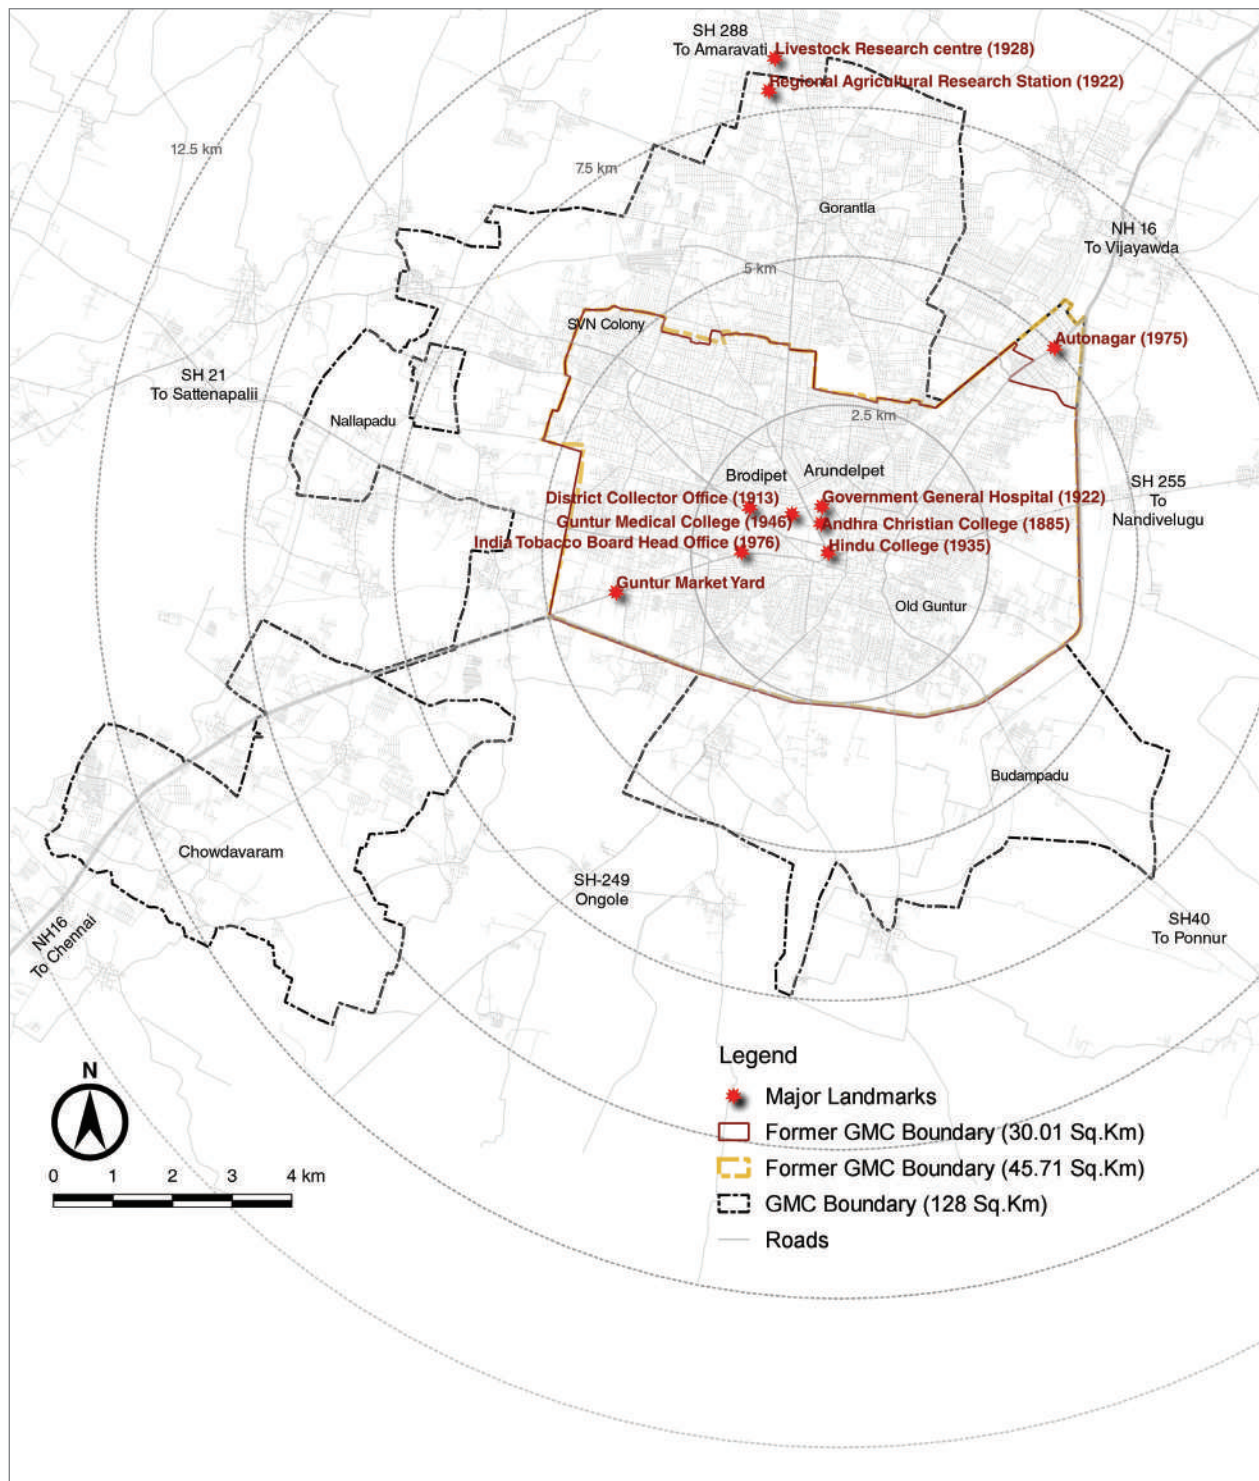 SH 288
To Amaravati
Livestock Research centre (1928)
Regional Agricultural Research Station (1922)
12.5 km
7.5 km
Gorantla
NH 16
To Vijayawda
5 km
SVN Colony
Autonagar (1975)
SH 21
To Sattenapalii
2.5 km
Nallapadu
Brodipet
Arundelpet
SH 255
To
Nandivelugu
District Collector Office (1913)
Government General Hospital (1922)
Guntur Medical College (1946)
Andhra Christian College (1885)
India Tobacco Board Head Office (1976)
Hindu College (1935)
Guntur Market Yard
Old Guntur
Budampadu
Chowdavaram
SH-249
Ongole
NH16
To Chennai
SH40
To Ponnur
Legend
N
Major Landmarks
Former GMC Boundary (30.01 Sq.Km)
Former GMC Boundary (45.71 Sq.Km)
0 1 2 3 4 km
GMC Boundary (128 Sq.Km)
Roads